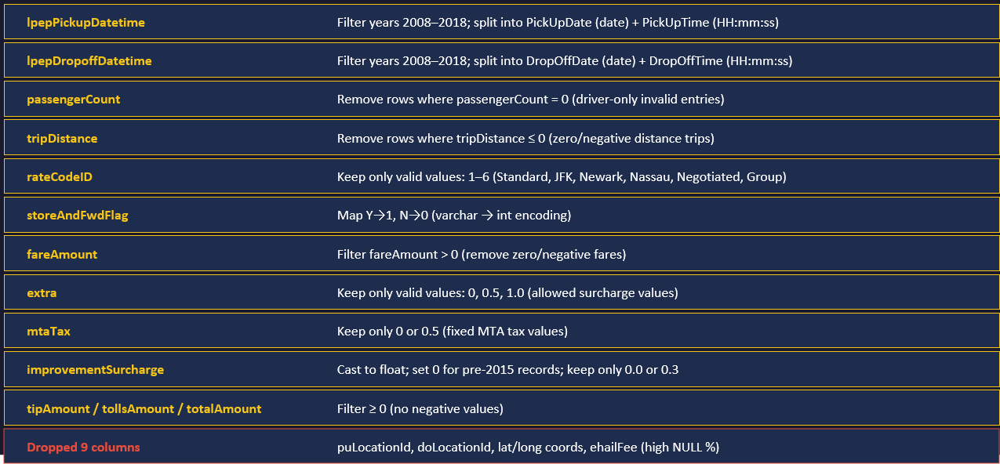 lpepPickupDatetime Filter years 2008–2018; split into PickUpDate (date) + PickUpTime (HH:mm:ss)
lpepDropoffDatetime Filter years 2008–2018; split into DropOffDate (date) + DropOffTime (HH:mm:ss)
passengerCount Remove rows where passengerCount = 0 (driver-only invalid entries)
tripDistance Remove rows where tripDistance ≤ 0 (zero/negative distance trips)
rateCodeID Keep only valid values: 1–6 (Standard, JFK, Newark, Nassau, Negotiated, Group)
storeAndFwdFlag Map Y→1, N→0 (varchar → int encoding)
fareAmount Filter fareAmount > 0 (remove zero/negative fares)
extra Keep only valid values: 0, 0.5, 1.0 (allowed surcharge values)
mtaTax Keep only 0 or 0.5 (fixed MTA tax values)
improvementSurcharge Cast to float; set 0 for pre-2015 records; keep only 0.0 or 0.3
tipAmount / tollsAmount / totalAmount Filter ≥ 0 (no negative values)
Dropped 9 columns puLocationId, doLocationId, lat/long coords, ehailFee (high NULL %)